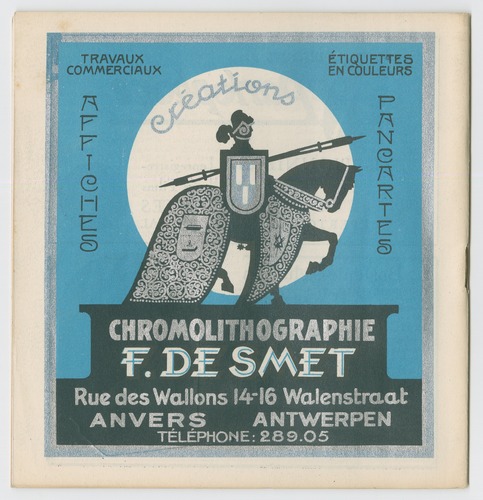 TRAVAUX
COMMERCIAUX
ÉTIQUETTES
EN COULEURS
Créations
AFFICHES
PANCARTES
CHROMOLITHOGRAPHIE
F. DE SMET
Rue des Wallons 14-16 Walenstraat
ANVERS ANTWERPEN
TÉLÉPHONE: 289.05